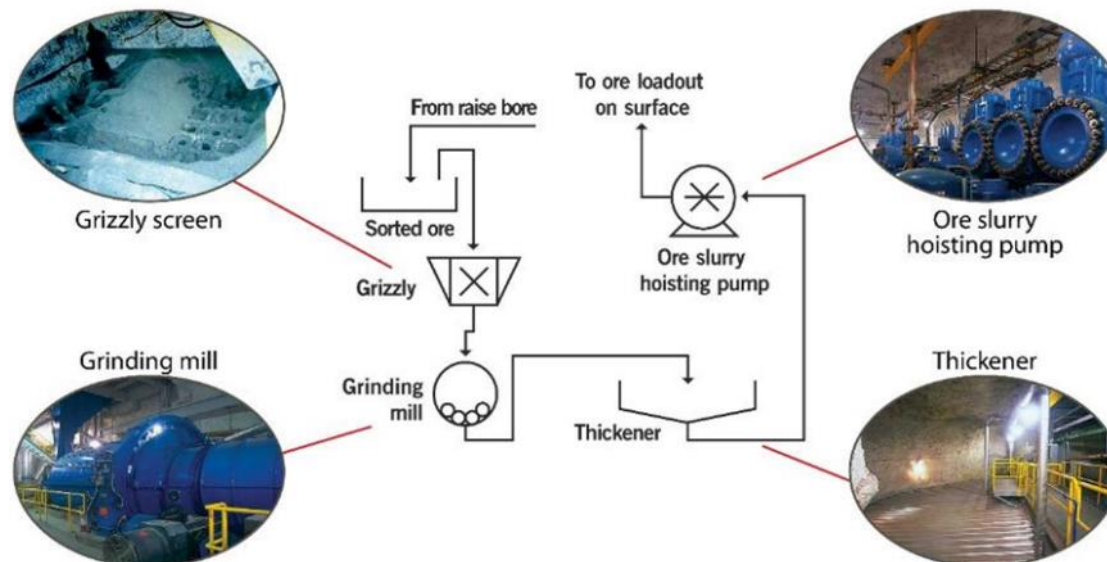 From raise bore
To ore loadout
on surface
Grizzly screen
Sorted ore
Ore slurry
hoisting pump
Grizzly
Ore slurry
hoisting pump
Grinding mill
Thickener
Grinding
mill
Thickener